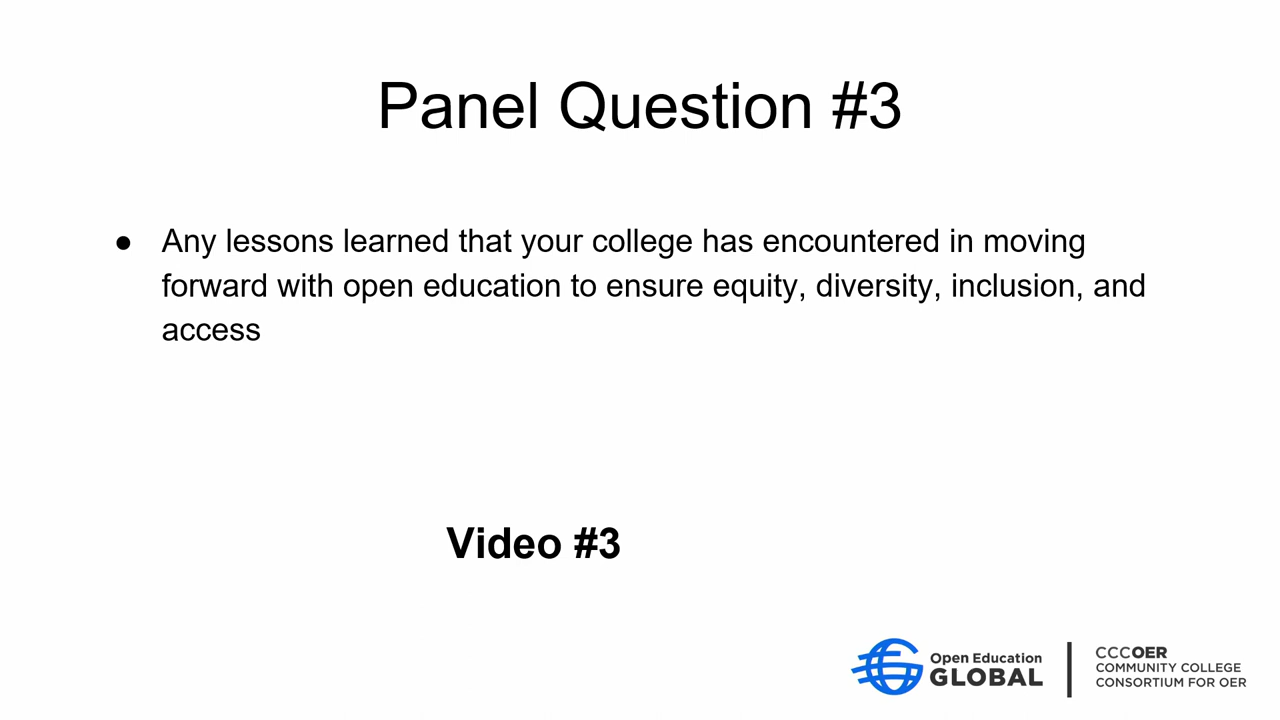 Panel Question #3
● Any lessons learned that your college has encountered in moving
forward with open education to ensure equity, diversity, inclusion, and
access
Video #3
Open Education
GLOBAL
CCCOER
COMMUNITY COLLEGE
CONSORTIUM FOR OER